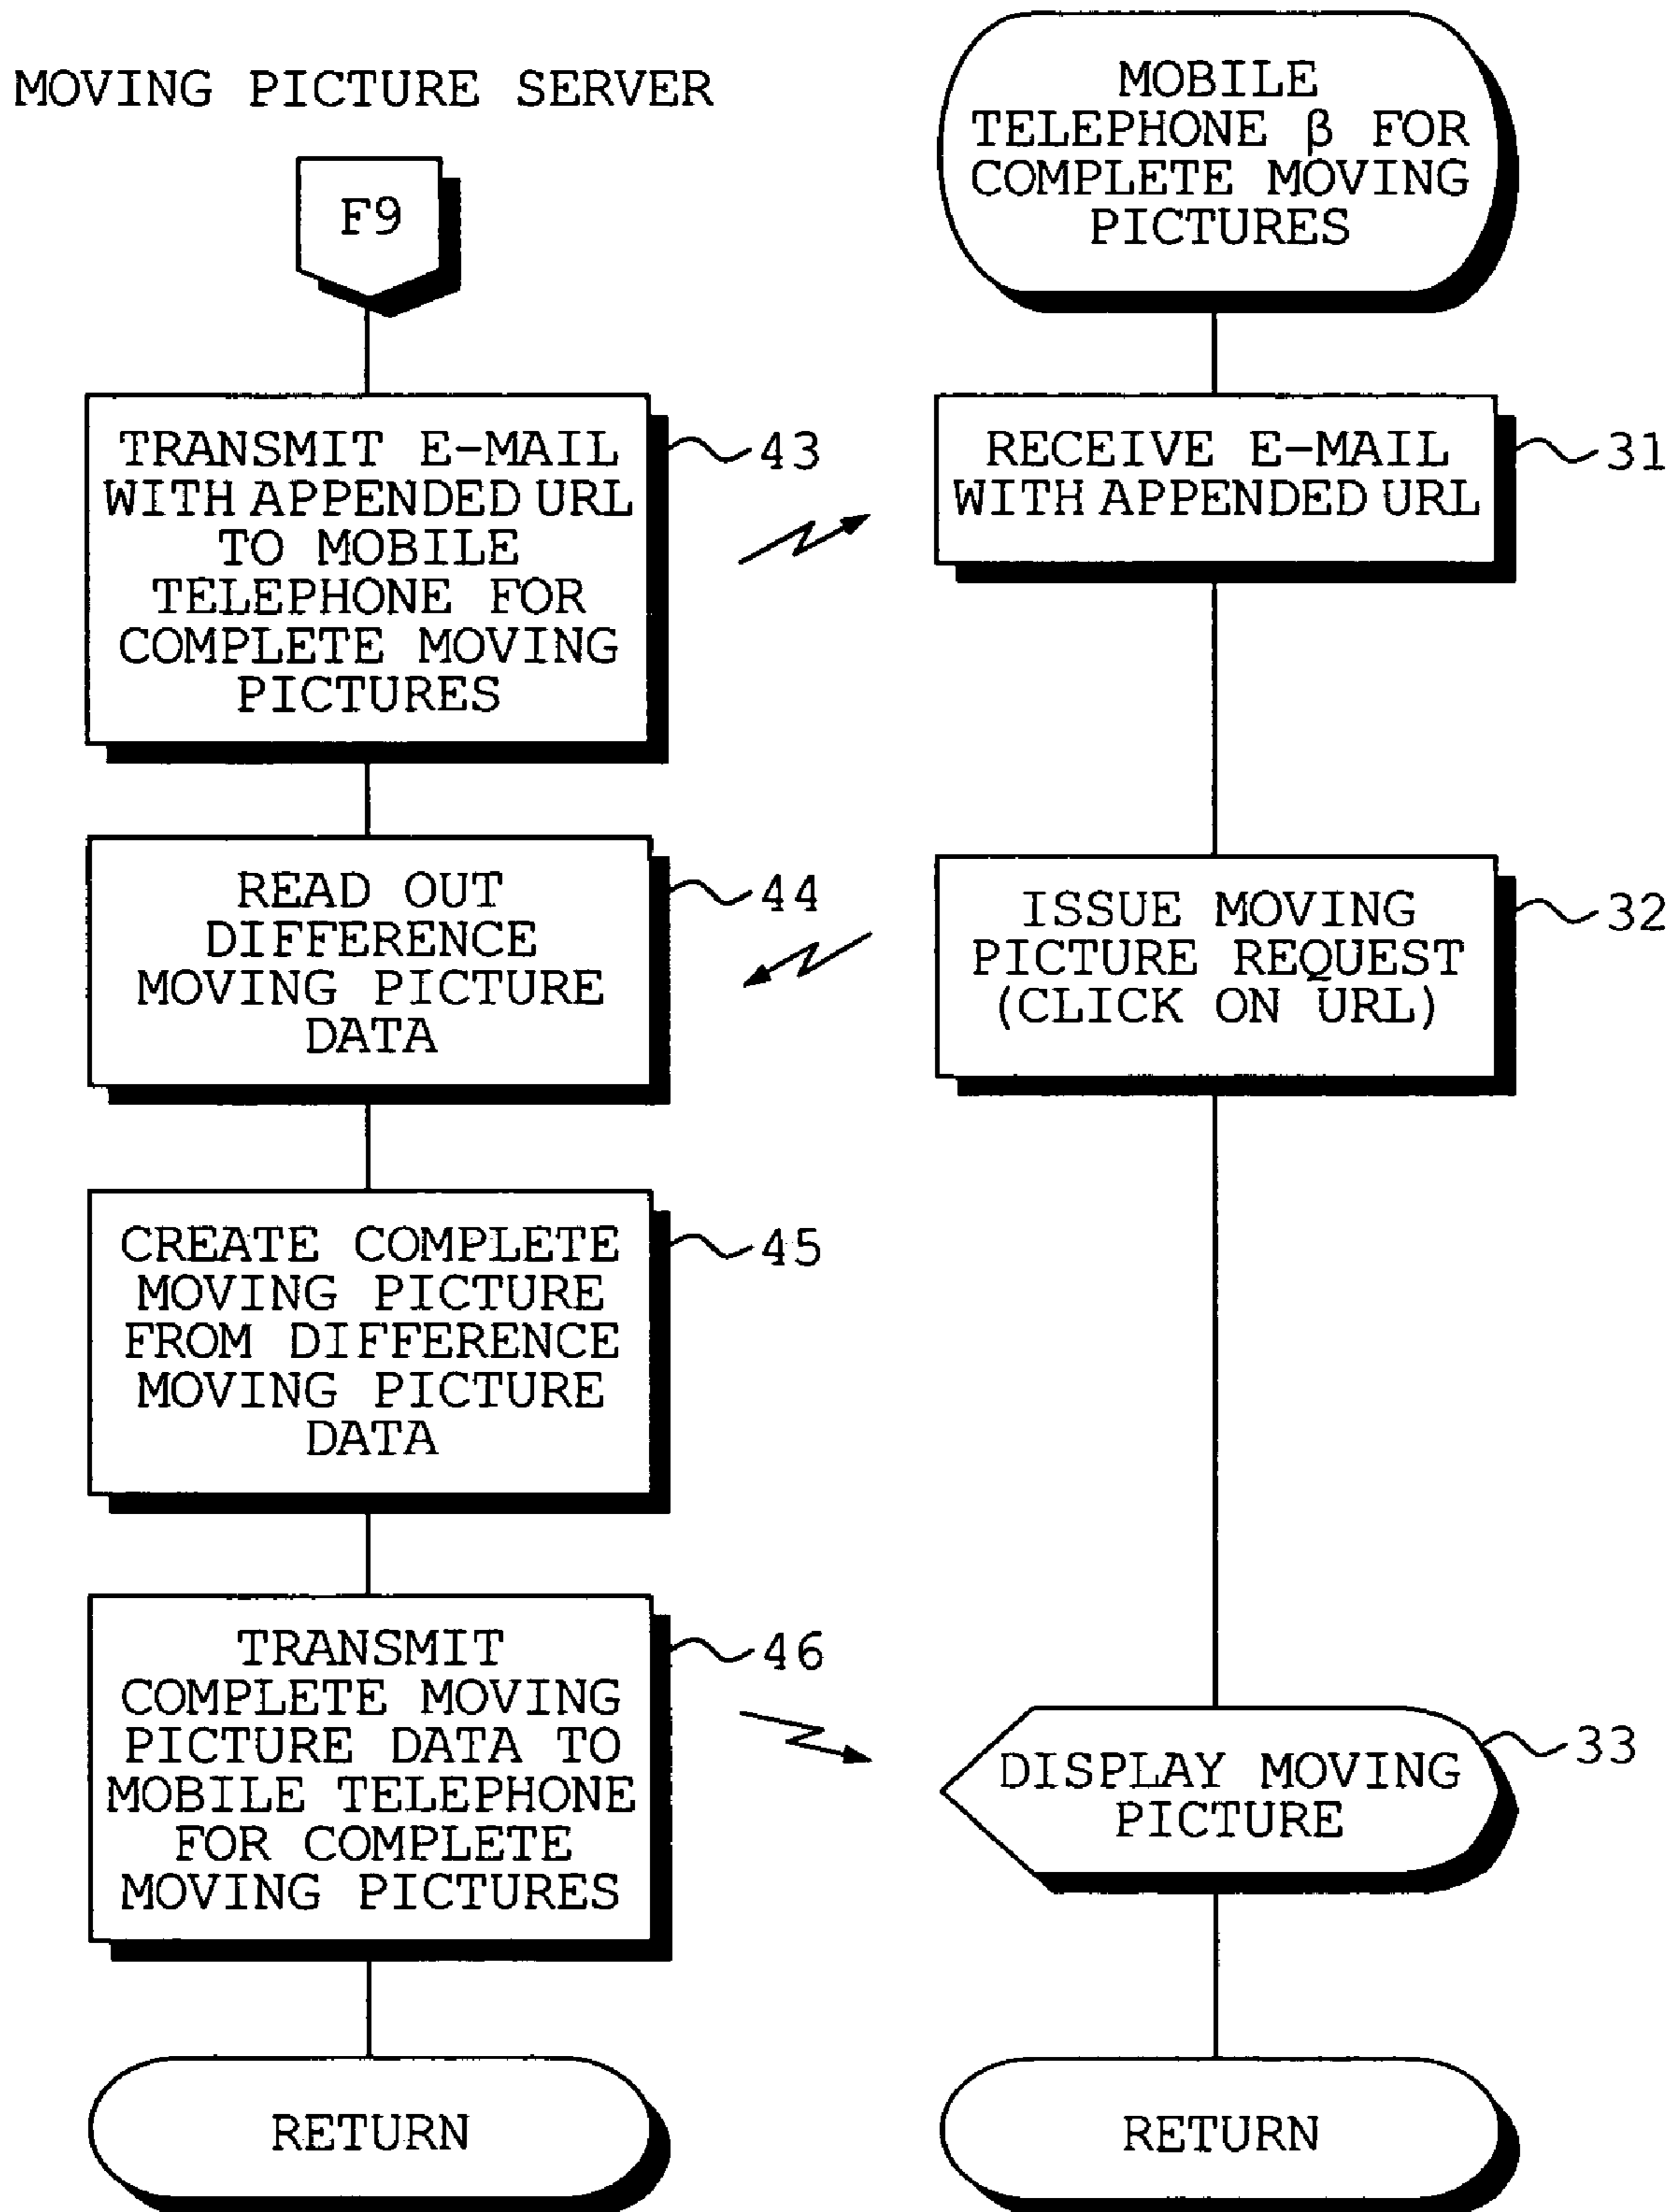 MOVING PICTURE SERVER
F9
TRANSMIT E-MAIL
WITH APPENDED URL
TO MOBILE
TELEPHONE FOR
COMPLETE MOVING
PICTURES
43
READ OUT
DIFFERENCE
MOVING PICTURE
DATA
44
CREATE COMPLETE
MOVING PICTURE
FROM DIFFERENCE
MOVING PICTURE
DATA
45
TRANSMIT
COMPLETE MOVING
PICTURE DATA TO
MOBILE TELEPHONE
FOR COMPLETE
MOVING PICTURES
46
RETURN
MOBILE
TELEPHONE β FOR
COMPLETE MOVING
PICTURES
RECEIVE E-MAIL
WITH APPENDED URL
31
ISSUE MOVING
PICTURE REQUEST
(CLICK ON URL)
32
DISPLAY MOVING
PICTURE
33
RETURN